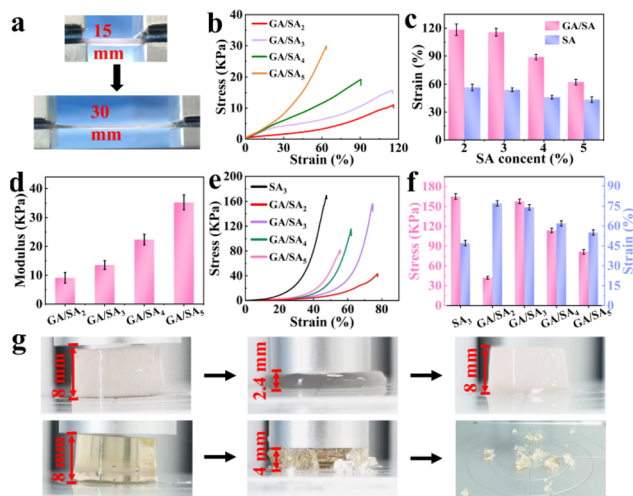 a
15
mm
30
mm
b
Stress (KPa)
40
30
20
10
0
GA/SA2
GA/SA3
GA/SA4
GA/SA5
0 30 60 90 120
Strain (%)
c
Strain (%)
120
90
60
30
0
GA/SA
SA
2 3 4 5
SA concent (%)
d
Modulus (KPa)
40
30
20
10
0
GA/SA2 GA/SA3 GA/SA4 GA/SA5
e
Stress (KPa)
200
160
120
80
40
0
SA3
GA/SA2
GA/SA3
GA/SA4
GA/SA5
0 20 40 60 80
Strain (%)
f
Stress (KPa)
180
150
120
90
60
30
0
90
75
60
45
30
15
0
Strain (%)
SA3 GA/SA2 GA/SA3 GA/SA4 GA/SA5
g
8 mm
2.4 mm
8 mm
8 mm
4 mm